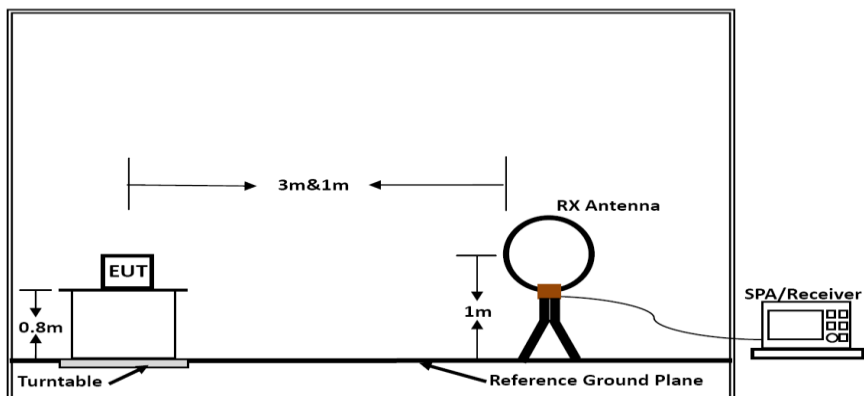 3m&1m
RX Antenna
EUT
SPA/Receiver
0.8m
1m
Turntable
Reference Ground Plane